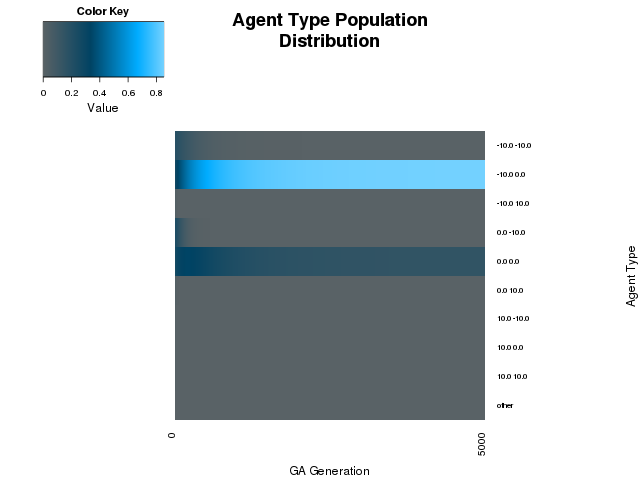 Color Key
0 0.2 0.4 0.6 0.8
Value
Agent Type Population
Distribution
-10.0 -10.0
-10.0 0.0
-10.0 10.0
0.0 -10.0
0.0 0.0
0.0 10.0
10.0 -10.0
10.0 0.0
10.0 10.0
other
Agent Type
0 5000
GA Generation